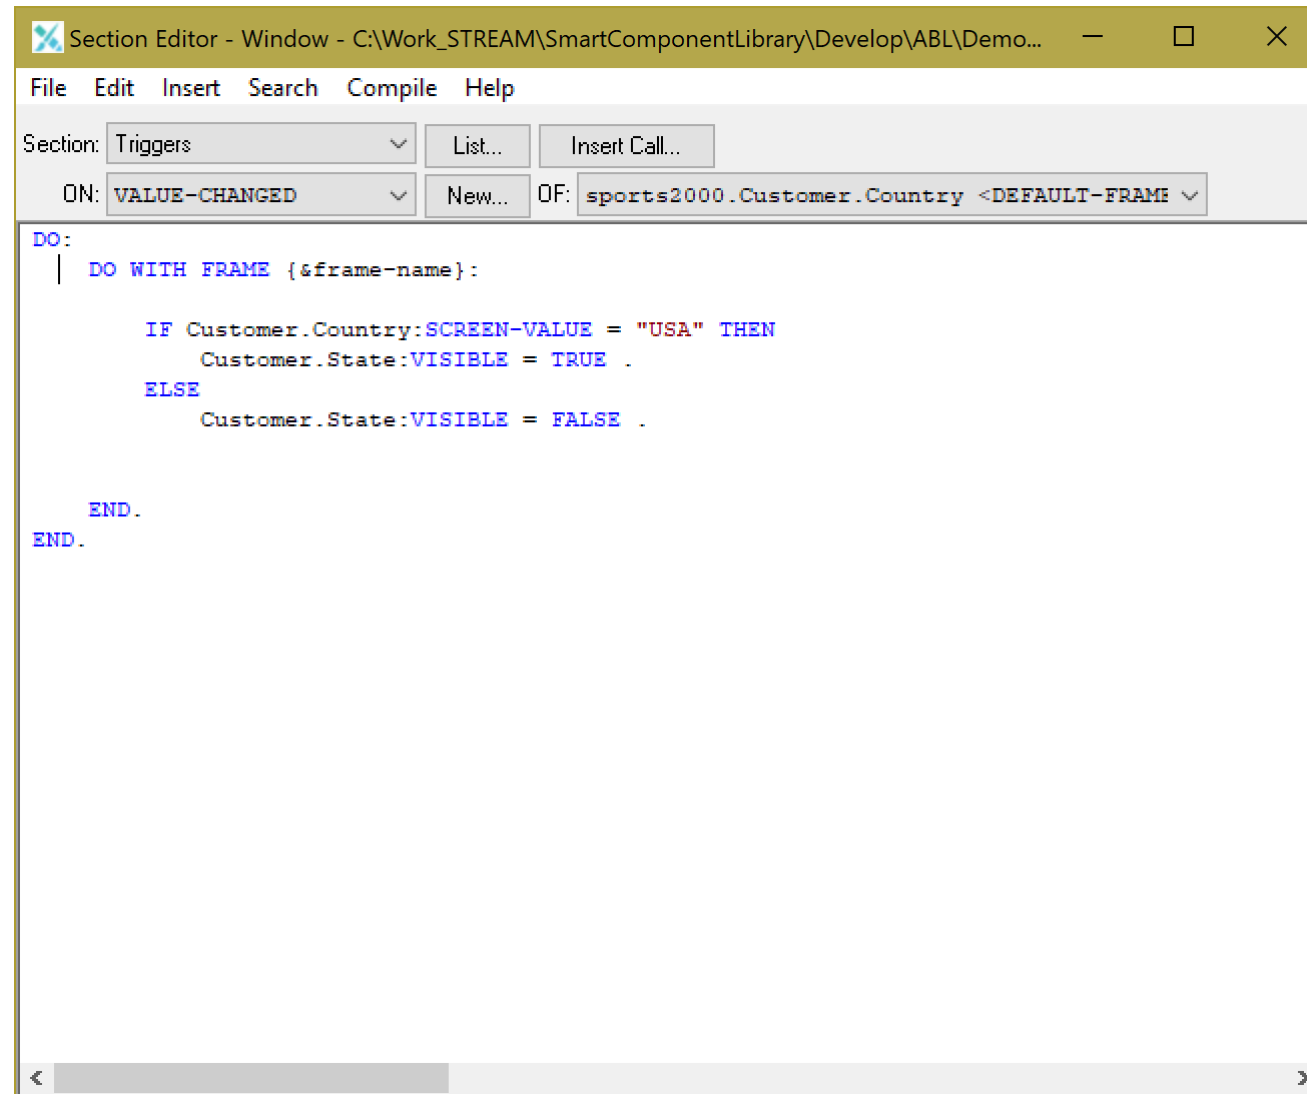 Section Editor - Window - C:\Work_STREAM\SmartComponentLibrary\Develop\ABL\Demo...
File Edit Insert Search Compile Help
Section: Triggers List... Insert Call...
ON: VALUE-CHANGED New... OF: sports2000.Customer.Country <DEFAULT-FRAME
DO:
DO WITH FRAME {&frame-name}:
IF Customer.Country:SCREEN-VALUE = "USA" THEN
Customer.State:VISIBLE = TRUE .
ELSE
Customer.State:VISIBLE = FALSE .
END.
END.